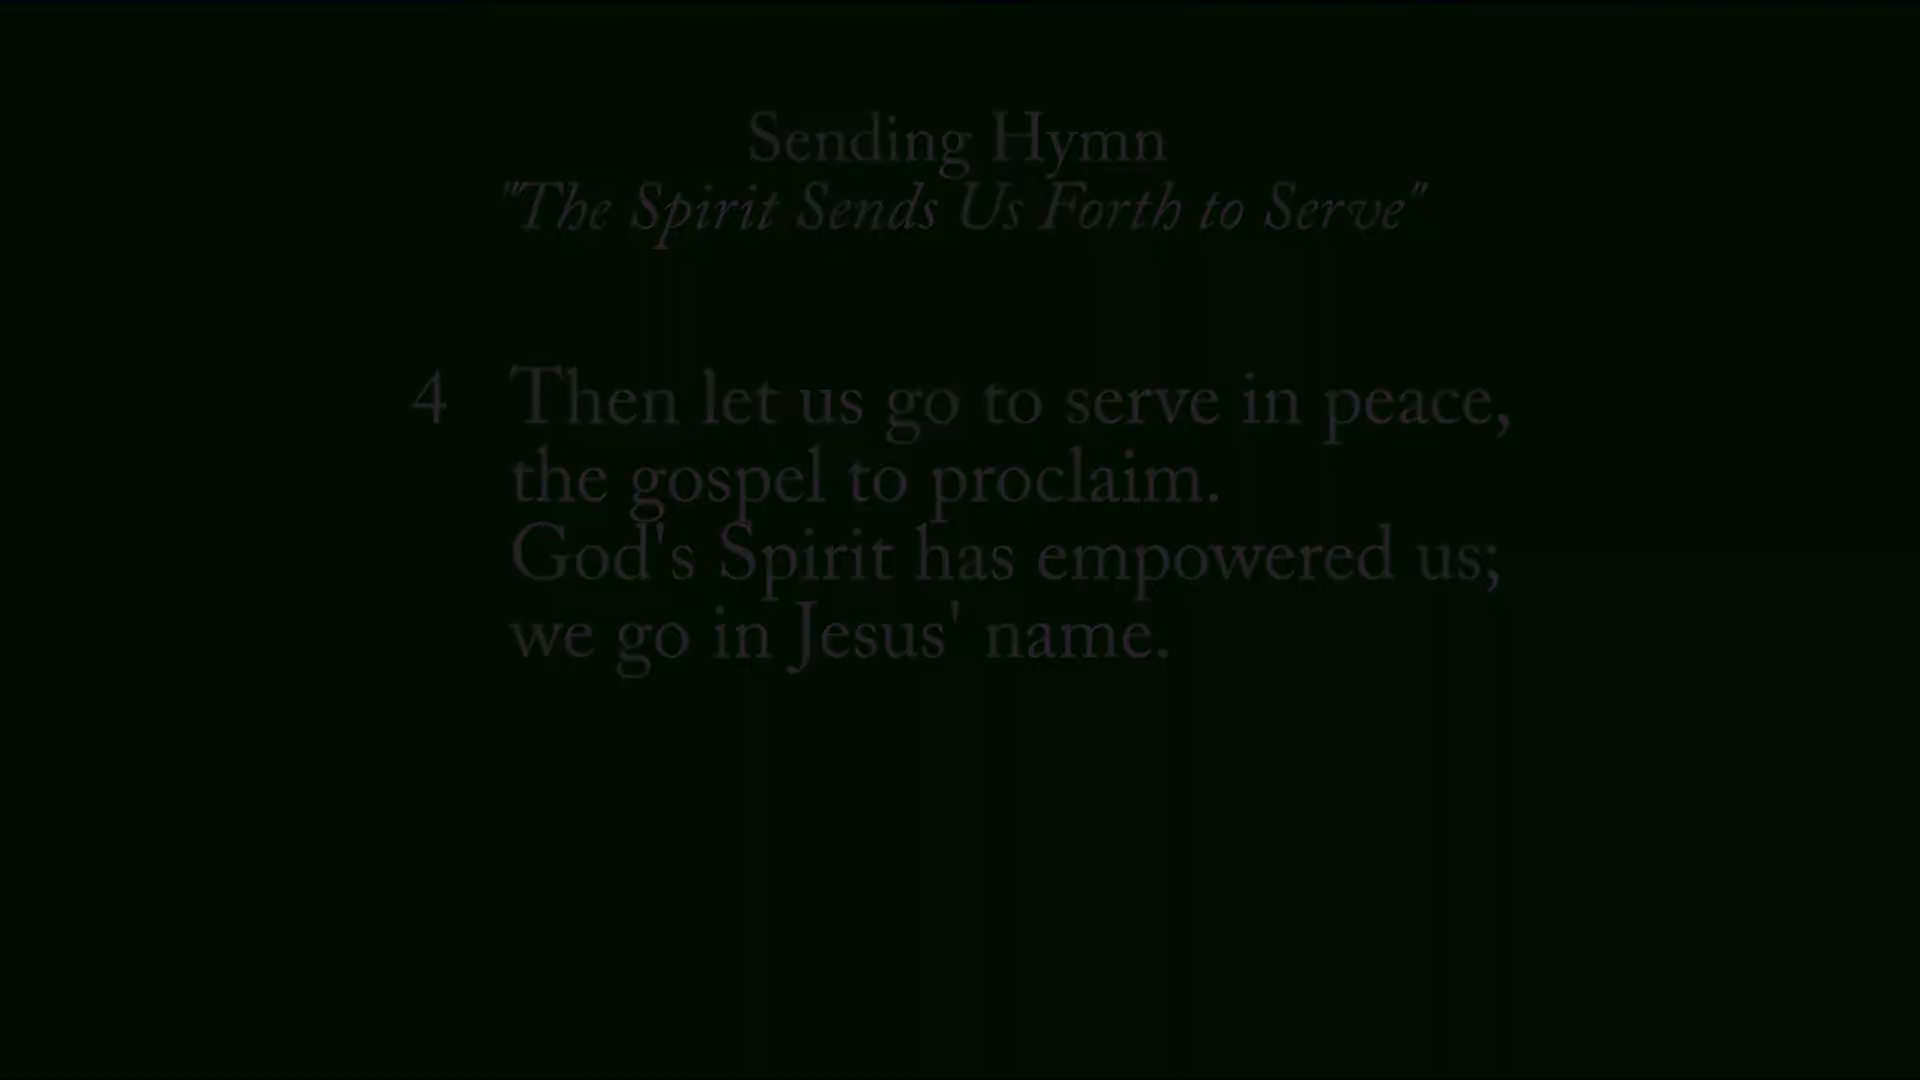 Sending Hymn
"The Spirit Sends Us Forth to Serve"
4 Then let us go to serve in peace,
the gospel to proclaim.
God's Spirit has empowered us;
we go in Jesus' name.